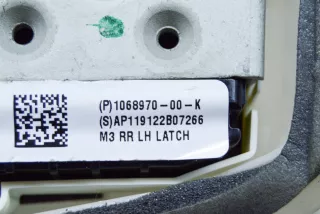 (P)1068970-00-K
(S)AP119122B07266
M3 RR LH LATCH